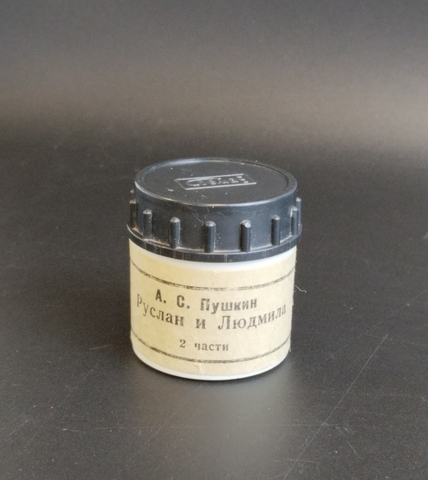 А. С. Пушкин
Руслан и Людмила
2 части